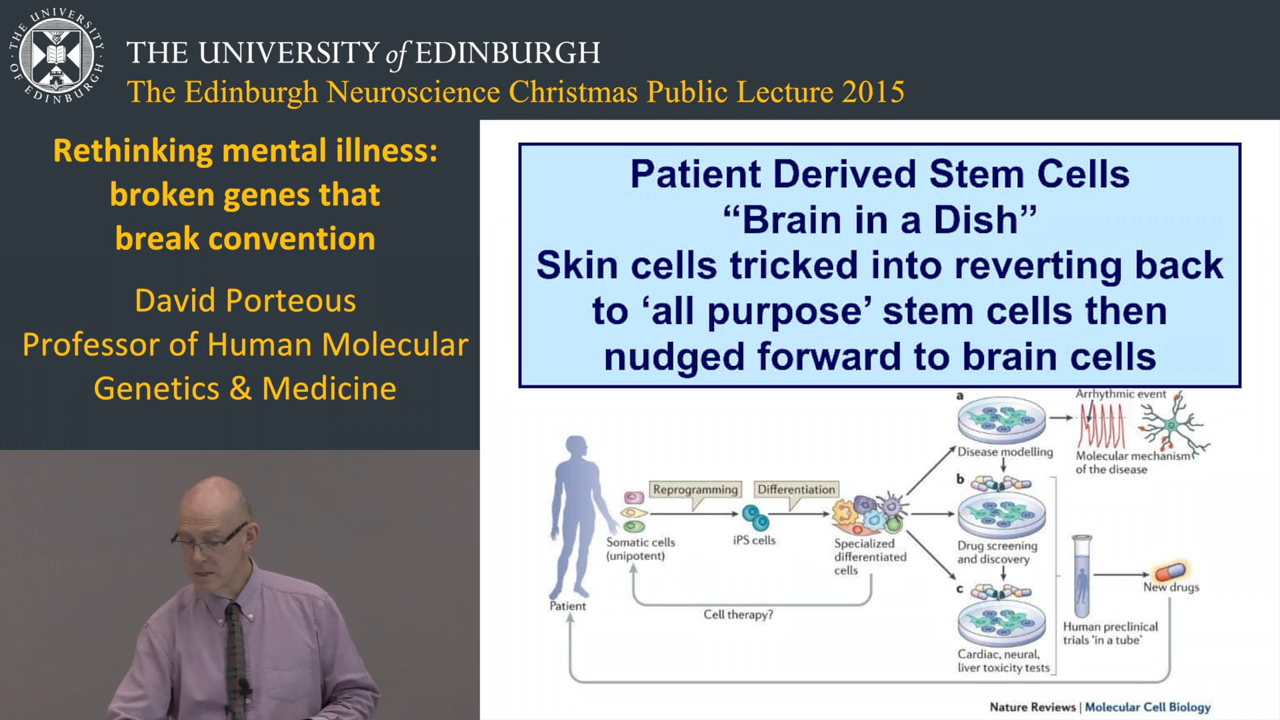 THE UNIVERSITY of EDINBURGH
THE UNIVERSITY of EDINBURGH
The Edinburgh Neuroscience Christmas Public Lecture 2015
Rethinking mental illness:
broken genes that
break convention
David Porteous
Professor of Human Molecular
Genetics & Medicine
Patient Derived Stem Cells
“Brain in a Dish”
Skin cells tricked into reverting back
to ‘all purpose’ stem cells then
nudged forward to brain cells
Patient
Somatic cells
(unipotent)
Reprogramming
iPS cells
Differentiation
Specialized
differentiated
cells
Cell therapy?
a
Disease modelling
Arrhythmic event
Molecular mechanism
of the disease
b
Drug screening
and discovery
c
Cardiac, neural,
liver toxicity tests
Human preclinical
trials 'in a tube'
New drugs
Nature Reviews | Molecular Cell Biology